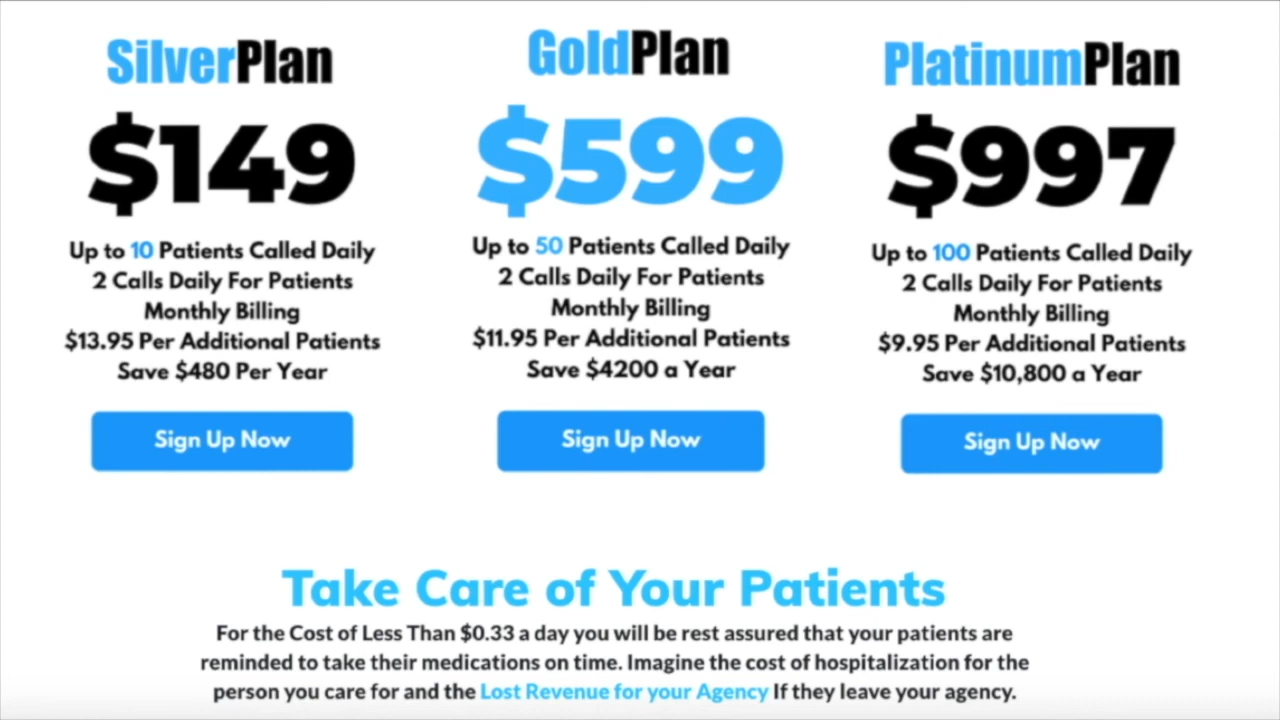 SilverPlan
$149
Up to 10 Patients Called Daily
2 Calls Daily For Patients
Monthly Billing
$13.95 Per Additional Patients
Save $480 Per Year
Sign Up Now
GoldPlan
$599
Up to 50 Patients Called Daily
2 Calls Daily For Patients
Monthly Billing
$11.95 Per Additional Patients
Save $4200 a Year
Sign Up Now
PlatinumPlan
$997
Up to 100 Patients Called Daily
2 Calls Daily For Patients
Monthly Billing
$9.95 Per Additional Patients
Save $10,800 a Year
Sign Up Now
Take Care of Your Patients
For the Cost of Less Than $0.33 a day you will be rest assured that your patients are
reminded to take their medications on time. Imagine the cost of hospitalization for the
person you care for and the Lost Revenue for your Agency If they leave your agency.